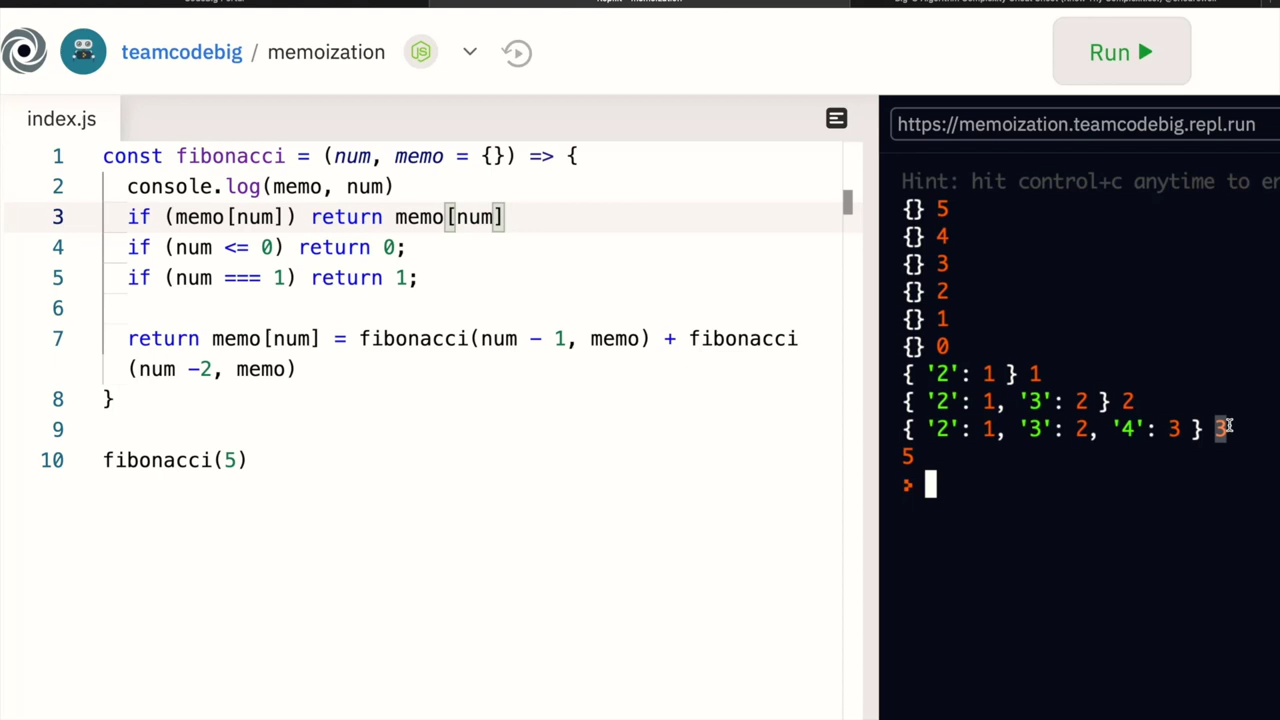 teamcodebig / memoization
Run
index.js
https://memoization.teamcodebig.repl.run
1 const fibonacci = (num, memo = {}) => {
2 console.log(memo, num)
3 if (memo[num]) return memo[num]
4 if (num <= 0) return 0;
5 if (num === 1) return 1;
6
7 return memo[num] = fibonacci(num - 1, memo) + fibonacci
(num -2, memo)
8 }
9
10 fibonacci(5)
Hint: hit control+c anytime to
{} 5
{} 4
{} 3
{} 2
{} 1
{} 0
{ '2': 1 } 1
{ '2': 1, '3': 2 } 2
{ '2': 1, '3': 2, '4': 3 } 3
5
>